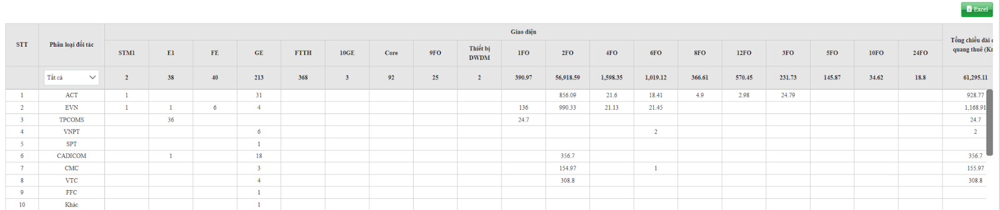 Excel
STT Phân loại đối tác Giao diện Tổng chiều dài
quang thuê
STM1 E1 FE GE FTTH 10GE Core 9FO Thiết bị DWDM 1FO 2FO 4FO 6FO 8FO 12FO 3FO 5FO 10FO 24FO
Tất cả 2 38 40 213 368 3 92 25 2 390.97 56,918.59 1,598.35 1,019.12 366.61 570.45 231.73 145.87 34.62 18.8 61,295.11
1 ACT 1 31 856.09 21.6 18.41 4.9 2.98 24.79 928.77
2 EVN 1 1 6 4 136 990.33 21.13 21.45 1,168.91
3 TPCOMS 36 24.7 24.7
4 VNPT 6 2 2
5 SPT 1
6 CADICOM 1 18 356.7 356.7
7 CMC 3 154.97 1 155.97
8 VTC 4 308.8 308.8
9 FFC 1
10 Khác 1